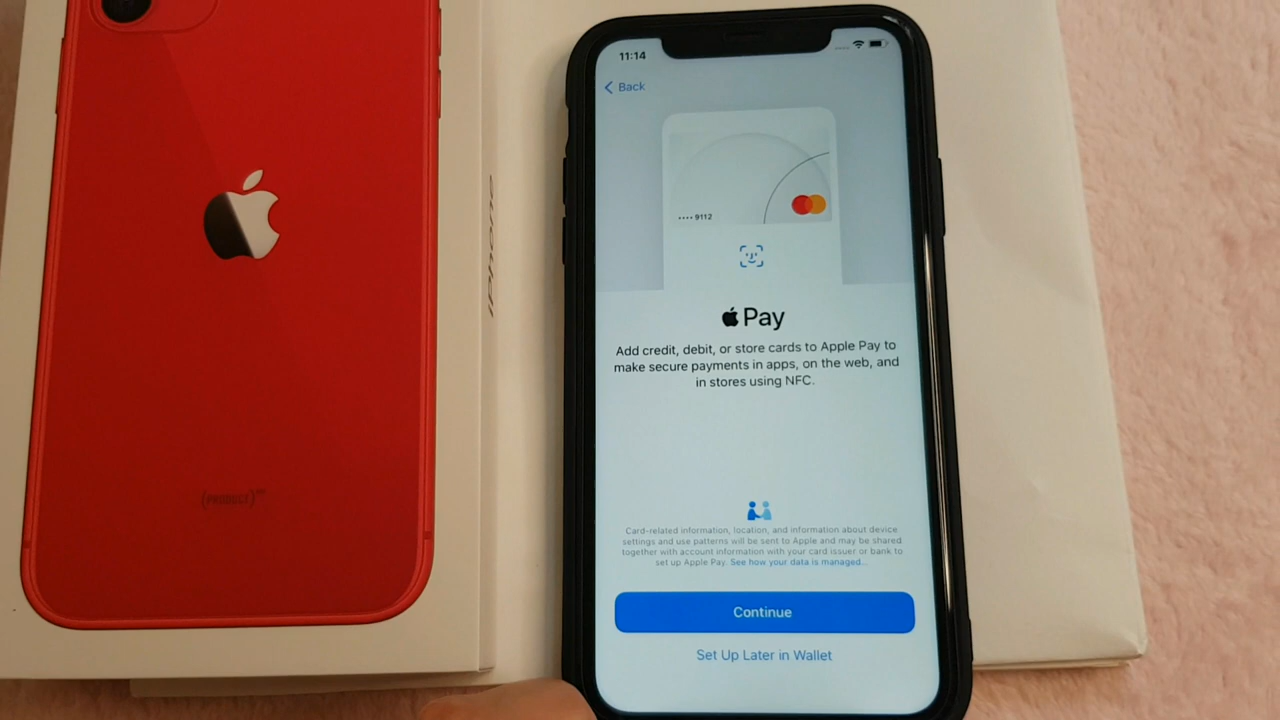 (PRODUCT)RED
iPhone
11:14
Back
•••• 9112
Pay
Add credit, debit, or store cards to Apple Pay to
make secure payments in apps, on the web, and
in stores using NFC.
Card-related information, location, and information about device
settings and use patterns will be sent to Apple and may be shared
together with account information with your card issuer or bank to
set up Apple Pay. See how your data is managed...
Continue
Set Up Later in Wallet